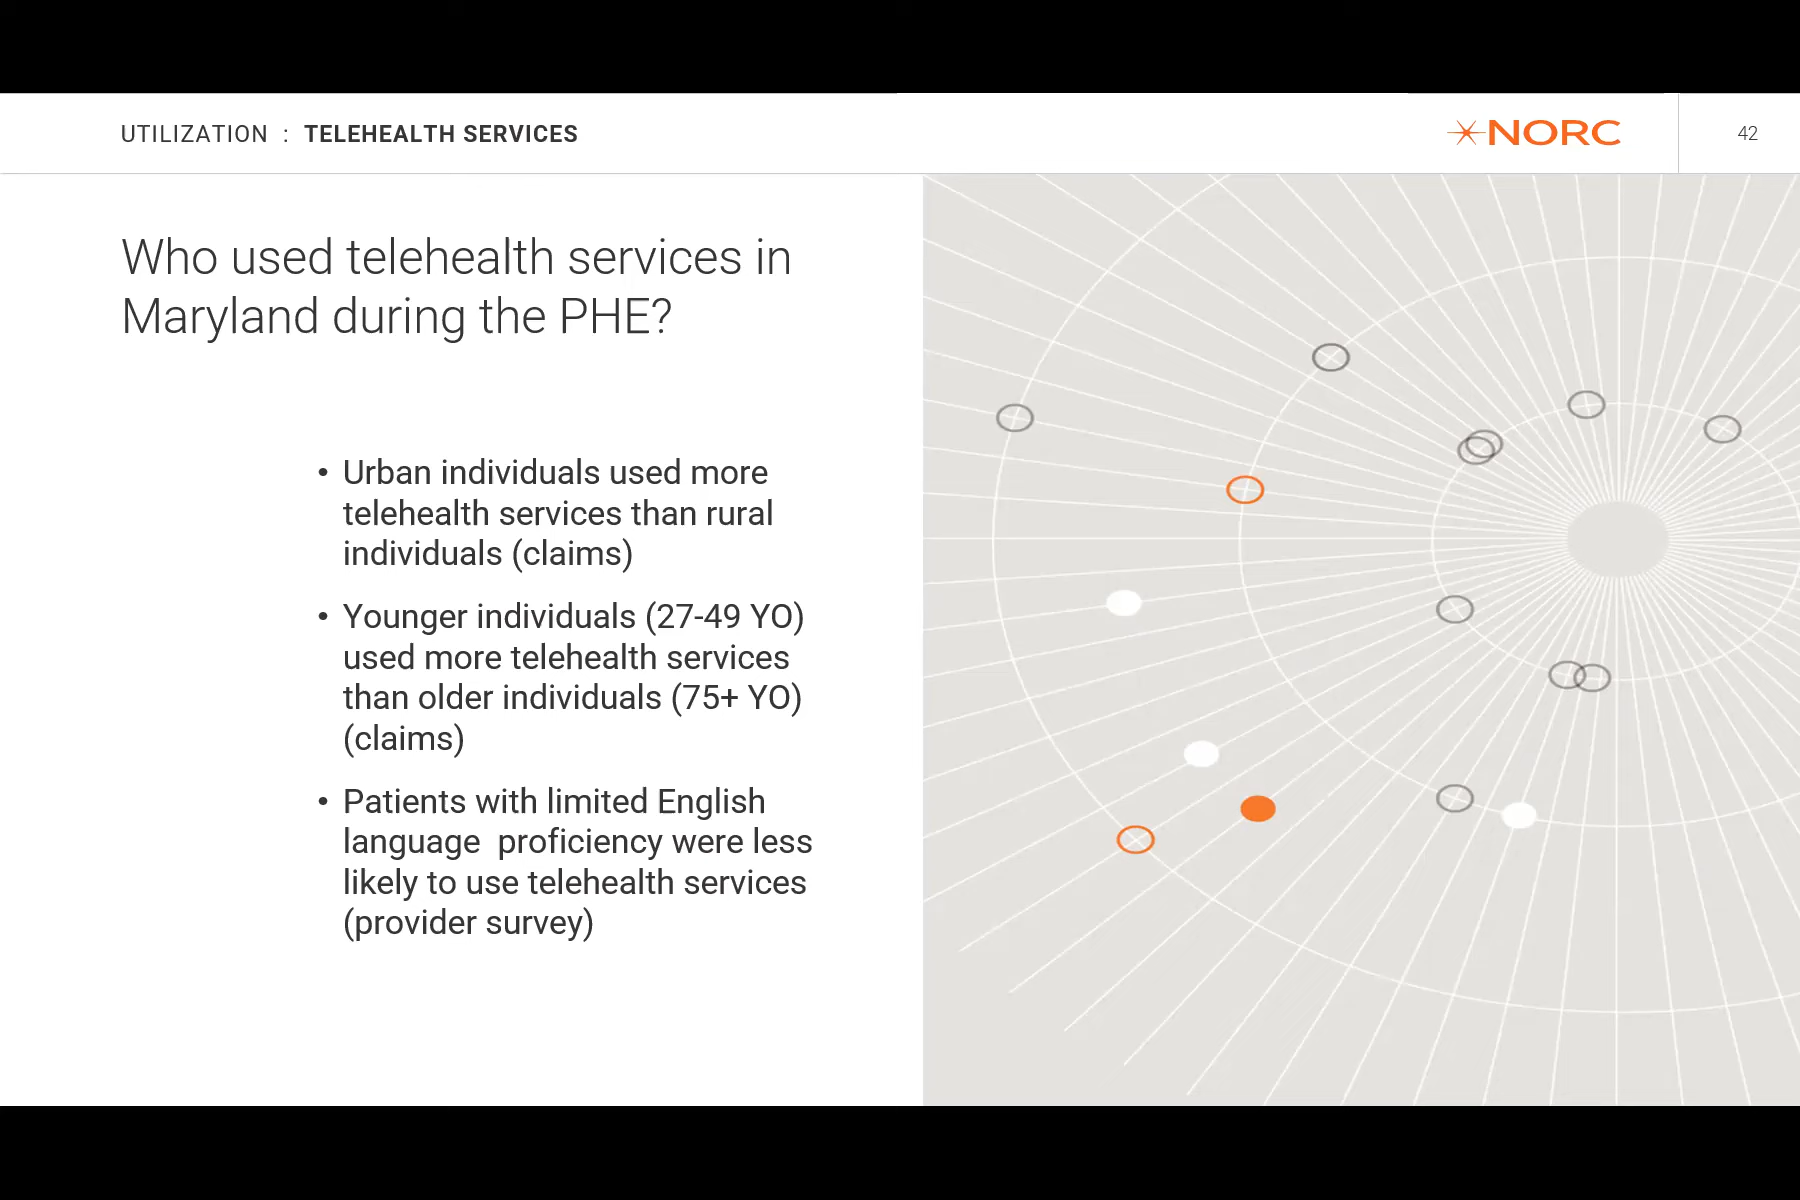 UTILIZATION : TELEHEALTH SERVICES
NORC
42
Who used telehealth services in
Maryland during the PHE?
• Urban individuals used more
telehealth services than rural
individuals (claims)
• Younger individuals (27-49 YO)
used more telehealth services
than older individuals (75+ YO)
(claims)
• Patients with limited English
language  proficiency were less
likely to use telehealth services
(provider survey)